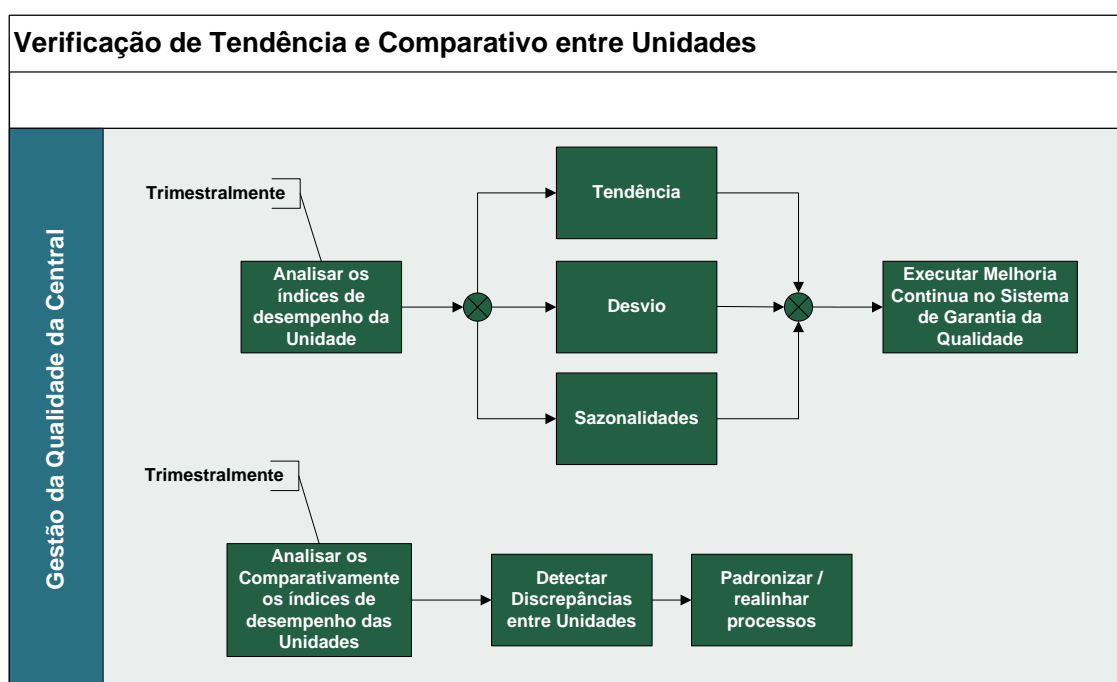 Verificação de Tendência e Comparativo entre Unidades
Gestão da Qualidade da Central
Trimestralmente
Analisar os
índices de
desempenho da
Unidade
Tendência
Desvio
Sazonalidades
Executar Melhoria
Continua no Sistema
de Garantia da
Qualidade
Trimestralmente
Analisar os
Comparativamente
os índices de
desempenho das
Unidades
Detectar
Discrepâncias
entre Unidades
Padronizar /
realinhar
processos